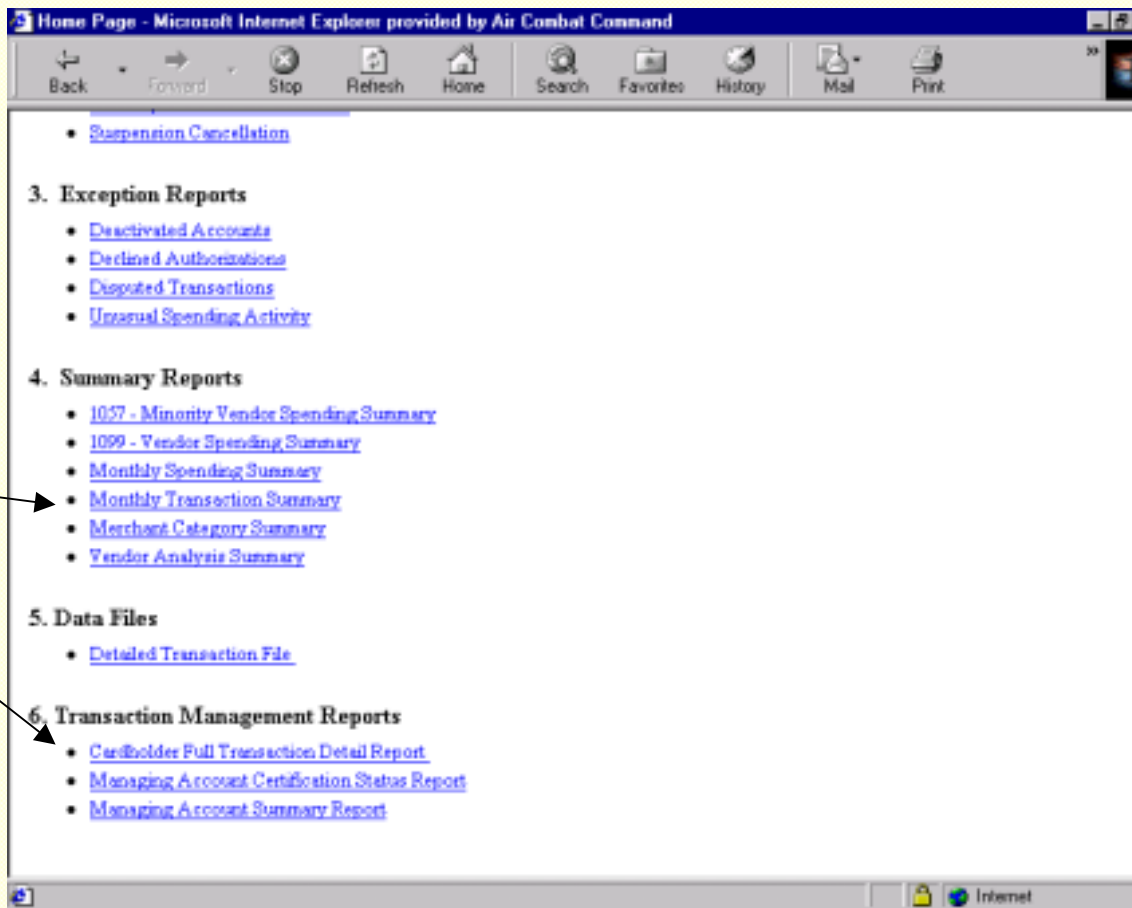 Home Page - Microsoft Internet Explorer provided by Air Combat Command
Back Forward Stop Refresh Home Search Favorites History Mail Print »
• Suspension Cancellation
3. Exception Reports
• Deactivated Accounts
• Declined Authorizations
• Disputed Transactions
• Unusual Spending Activity
4. Summary Reports
• 1057 - Minority Vendor Spending Summary
• 1099 - Vendor Spending Summary
• Monthly Spending Summary
• Monthly Transaction Summary
• Merchant Category Summary
• Vendor Analysis Summary
5. Data Files
• Detailed Transaction File
6. Transaction Management Reports
• Cardholder Full Transaction Detail Report
• Managing Account Certification Status Report
• Managing Account Summary Report
Internet